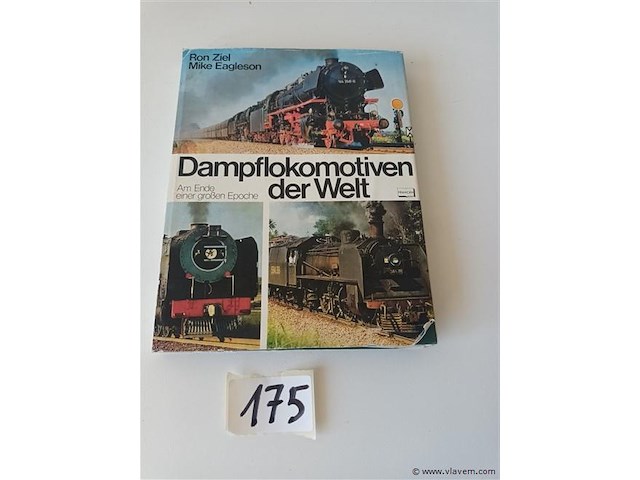 Ron Ziel
Mike Eagleson
Dampflokomotiven
der Welt
Am Ende
einer großen Epoche
175
© www.vlavem.com